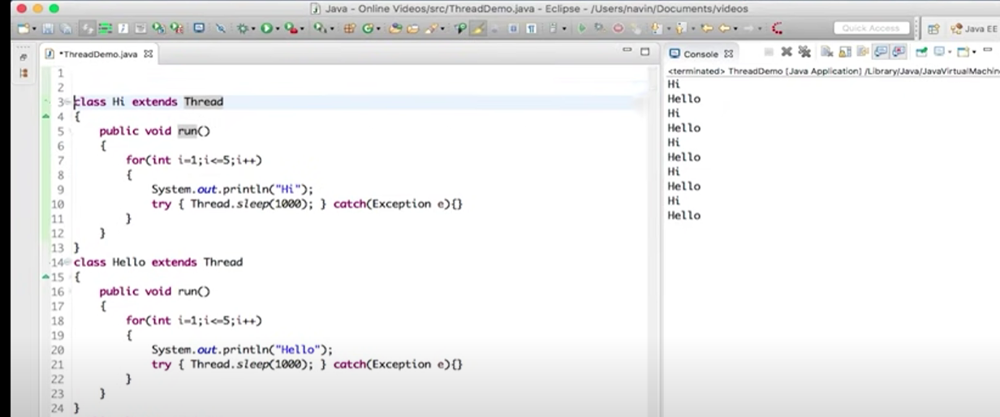 Java - Online Videos/src/ThreadDemo.java - Eclipse - /Users/navin/Documents/videos
Quick Access
Java EE
*ThreadDemo.java
1
2
3 class Hi extends Thread
4 {
5 public void run()
6 {
7 for(int i=1;i<=5;i++)
8 {
9 System.out.println("Hi");
10 try { Thread.sleep(1000); } catch(Exception e){}
11 }
12 }
13 }
14 class Hello extends Thread
15 {
16 public void run()
17 {
18 for(int i=1;i<=5;i++)
19 {
20 System.out.println("Hello");
21 try { Thread.sleep(1000); } catch(Exception e){}
22 }
23 }
24 }
Console
<terminated> ThreadDemo [Java Application] /Library/Java/JavaVirtualMachin
Hi
Hello
Hi
Hello
Hi
Hello
Hi
Hello
Hi
Hello